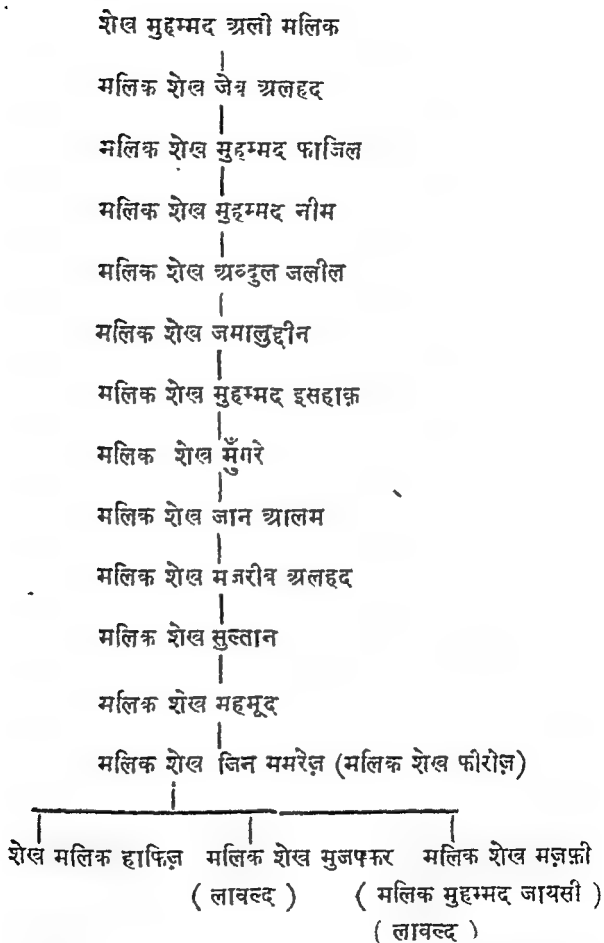 शेख मुहम्मद अली मलिक
मलिक शेख जेब अलहद
मलिक शेख मुहम्मद फाजिल
मलिक शेख मुहम्मद नीम
मलिक शेख अब्दुल जलील
मलिक शेख जमालुद्दीन
मलिक शेख मुहम्मद इसहाक़
मलिक शेख मुँगरे
मलिक शेख जान आलम
मलिक शेख मजरीब अलहद
मलिक शेख सुल्तान
मलिक शेख महमूद
मलिक शेख जिन ममरेज़ (मलिक शेख फीरोज़)
शेख मलिक हाफिज़ मलिक शेख मुजफ्फर मलिक शेख मज़फ़ी
( लावल्द ) ( मलिक मुहम्मद जायसी )
( लावल्द )